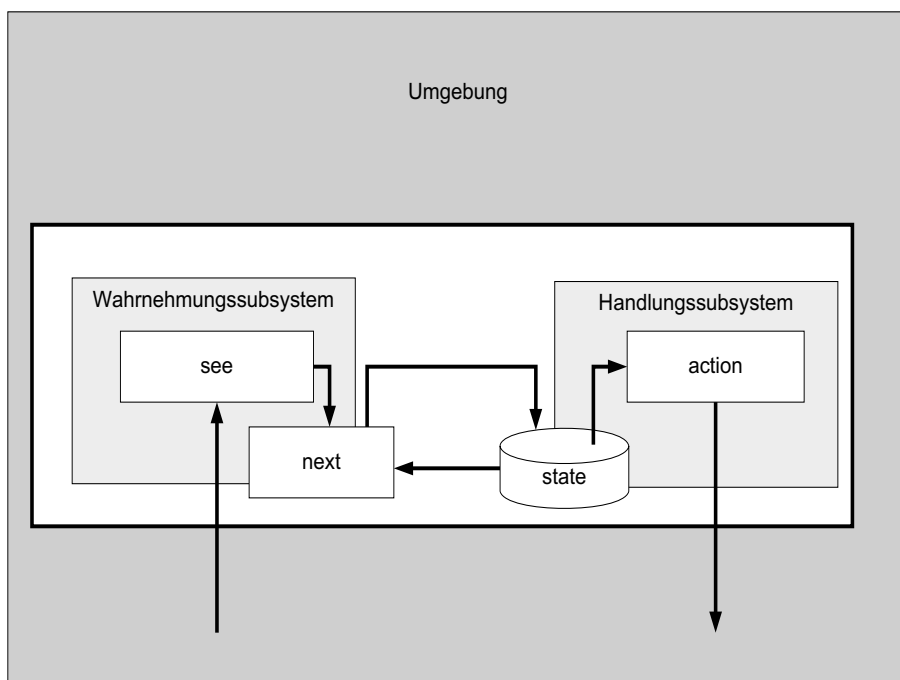 Umgebung
Wahrnehmungssubsystem
Handlungssubsystem
see
action
next
state